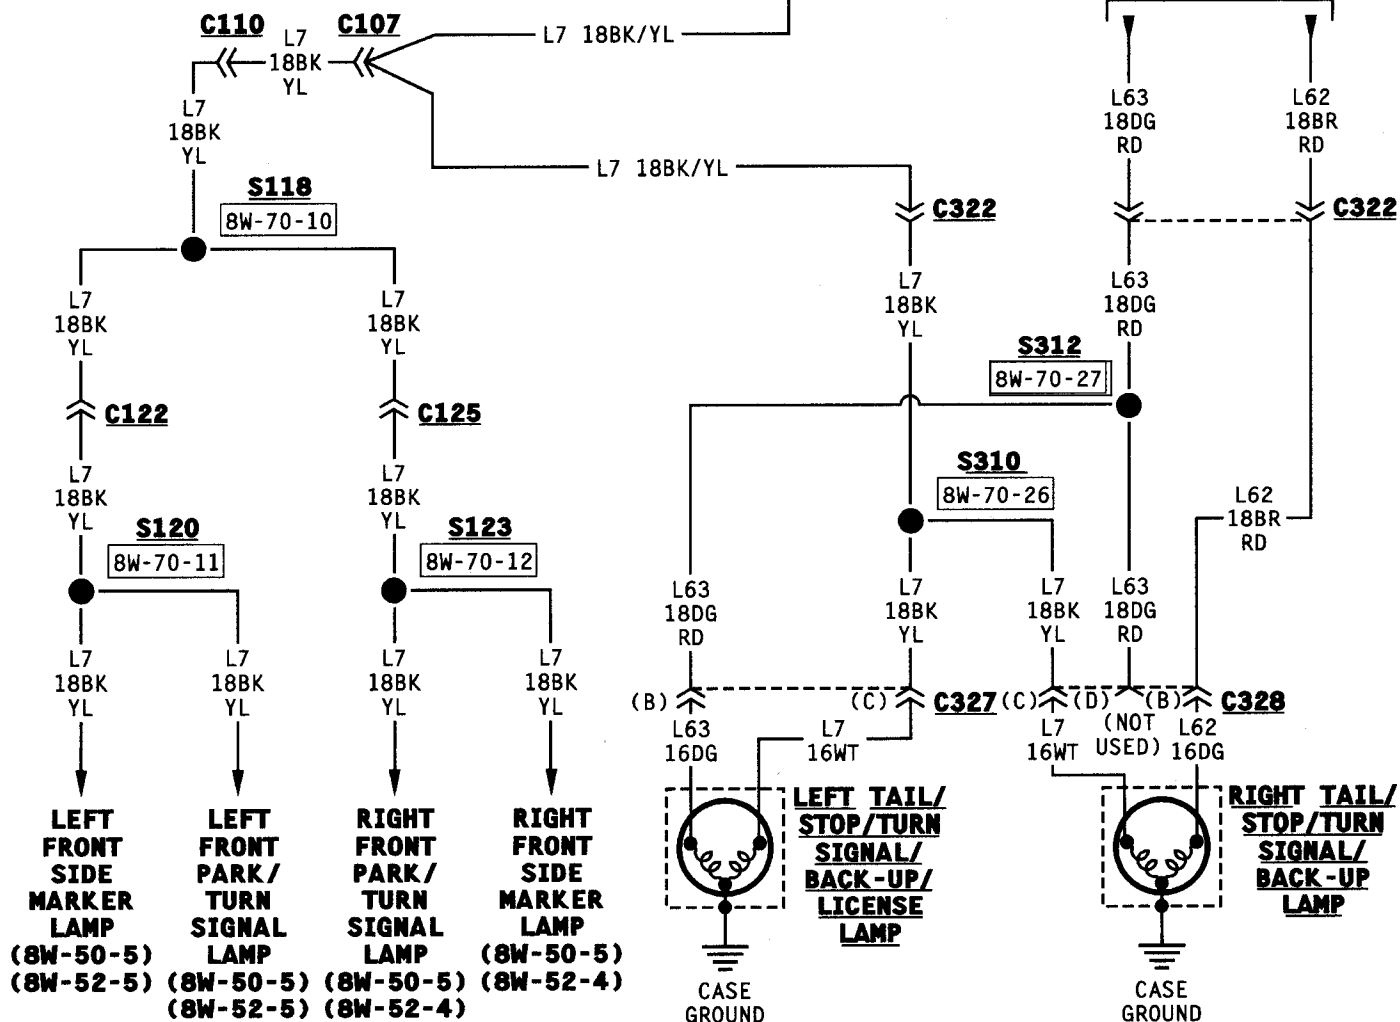 C110
C107
L7
18BK
YL
L7 18BK/YL
L7
18BK
YL
L7 18BK/YL
L63
18DG
RD
L62
18BR
RD
S118
8W-70-10
C322
C322
L7
18BK
YL
L7
18BK
YL
L7
18BK
YL
L63
18DG
RD
S312
8W-70-27
C122
C125
L7
18BK
YL
L7
18BK
YL
S310
8W-70-26
L62
18BR
RD
S120
8W-70-11
S123
8W-70-12
L63
18DG
RD
L7
18BK
YL
L7
18BK
YL
L63
18DG
RD
L7
18BK
YL
L7
18BK
YL
L7
18BK
YL
L7
18BK
YL
(B)
(C)
C327
(C)
(D)
(B)
C328
(NOT
USED)
L63
16DG
L7
16WT
L7
16WT
L62
16DG
LEFT
FRONT
SIDE
MARKER
LAMP
(8W-50-5)
(8W-52-5)
LEFT
FRONT
PARK/
TURN
SIGNAL
LAMP
(8W-50-5)
(8W-52-5)
RIGHT
FRONT
PARK/
TURN
SIGNAL
LAMP
(8W-50-5)
(8W-52-4)
RIGHT
FRONT
SIDE
MARKER
LAMP
(8W-50-5)
(8W-52-4)
LEFT TAIL/
STOP/TURN
SIGNAL/
BACK-UP/
LICENSE
LAMP
CASE
GROUND
RIGHT TAIL/
STOP/TURN
SIGNAL/
BACK-UP
LAMP
CASE
GROUND